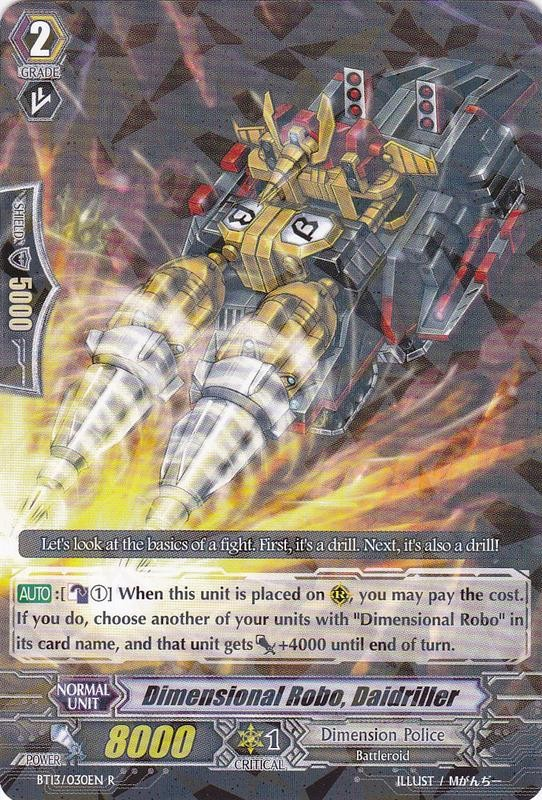 2
GRADE
SHIELD
5000
β
β
Let's look at the basics of a fight. First, it's a drill. Next, it's also a drill!
AUTO :[ ①] When this unit is placed on Ⓡ, you may pay the cost.
If you do, choose another of your units with "Dimensional Robo" in
its card name, and that unit gets +4000 until end of turn.
NORMAL
UNIT
Dimensional Robo, Daidriller
POWER
8000
1
CRITICAL
Dimension Police
Battleroid
BT13/030EN R
ILLUST / Mがんぢー